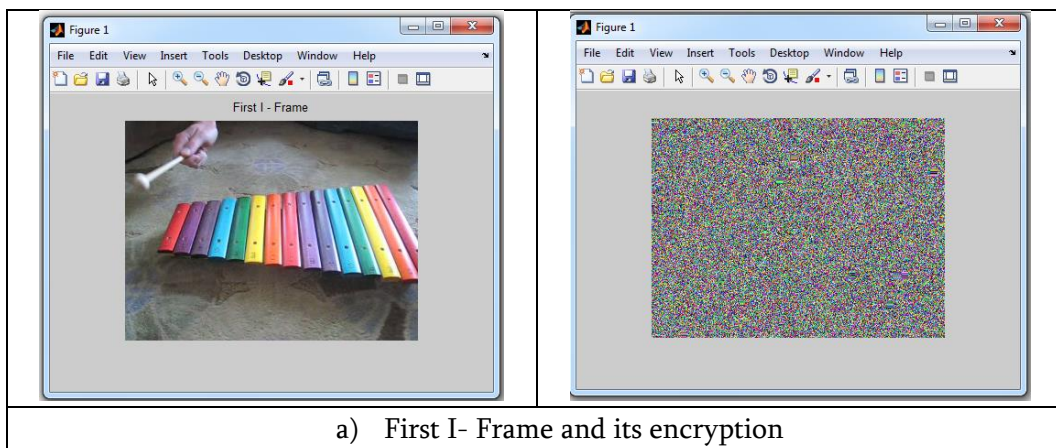 Figure 1
File Edit View Insert Tools Desktop Window Help
First I - Frame
Figure 1
File Edit View Insert Tools Desktop Window Help
a) First I- Frame and its encryption